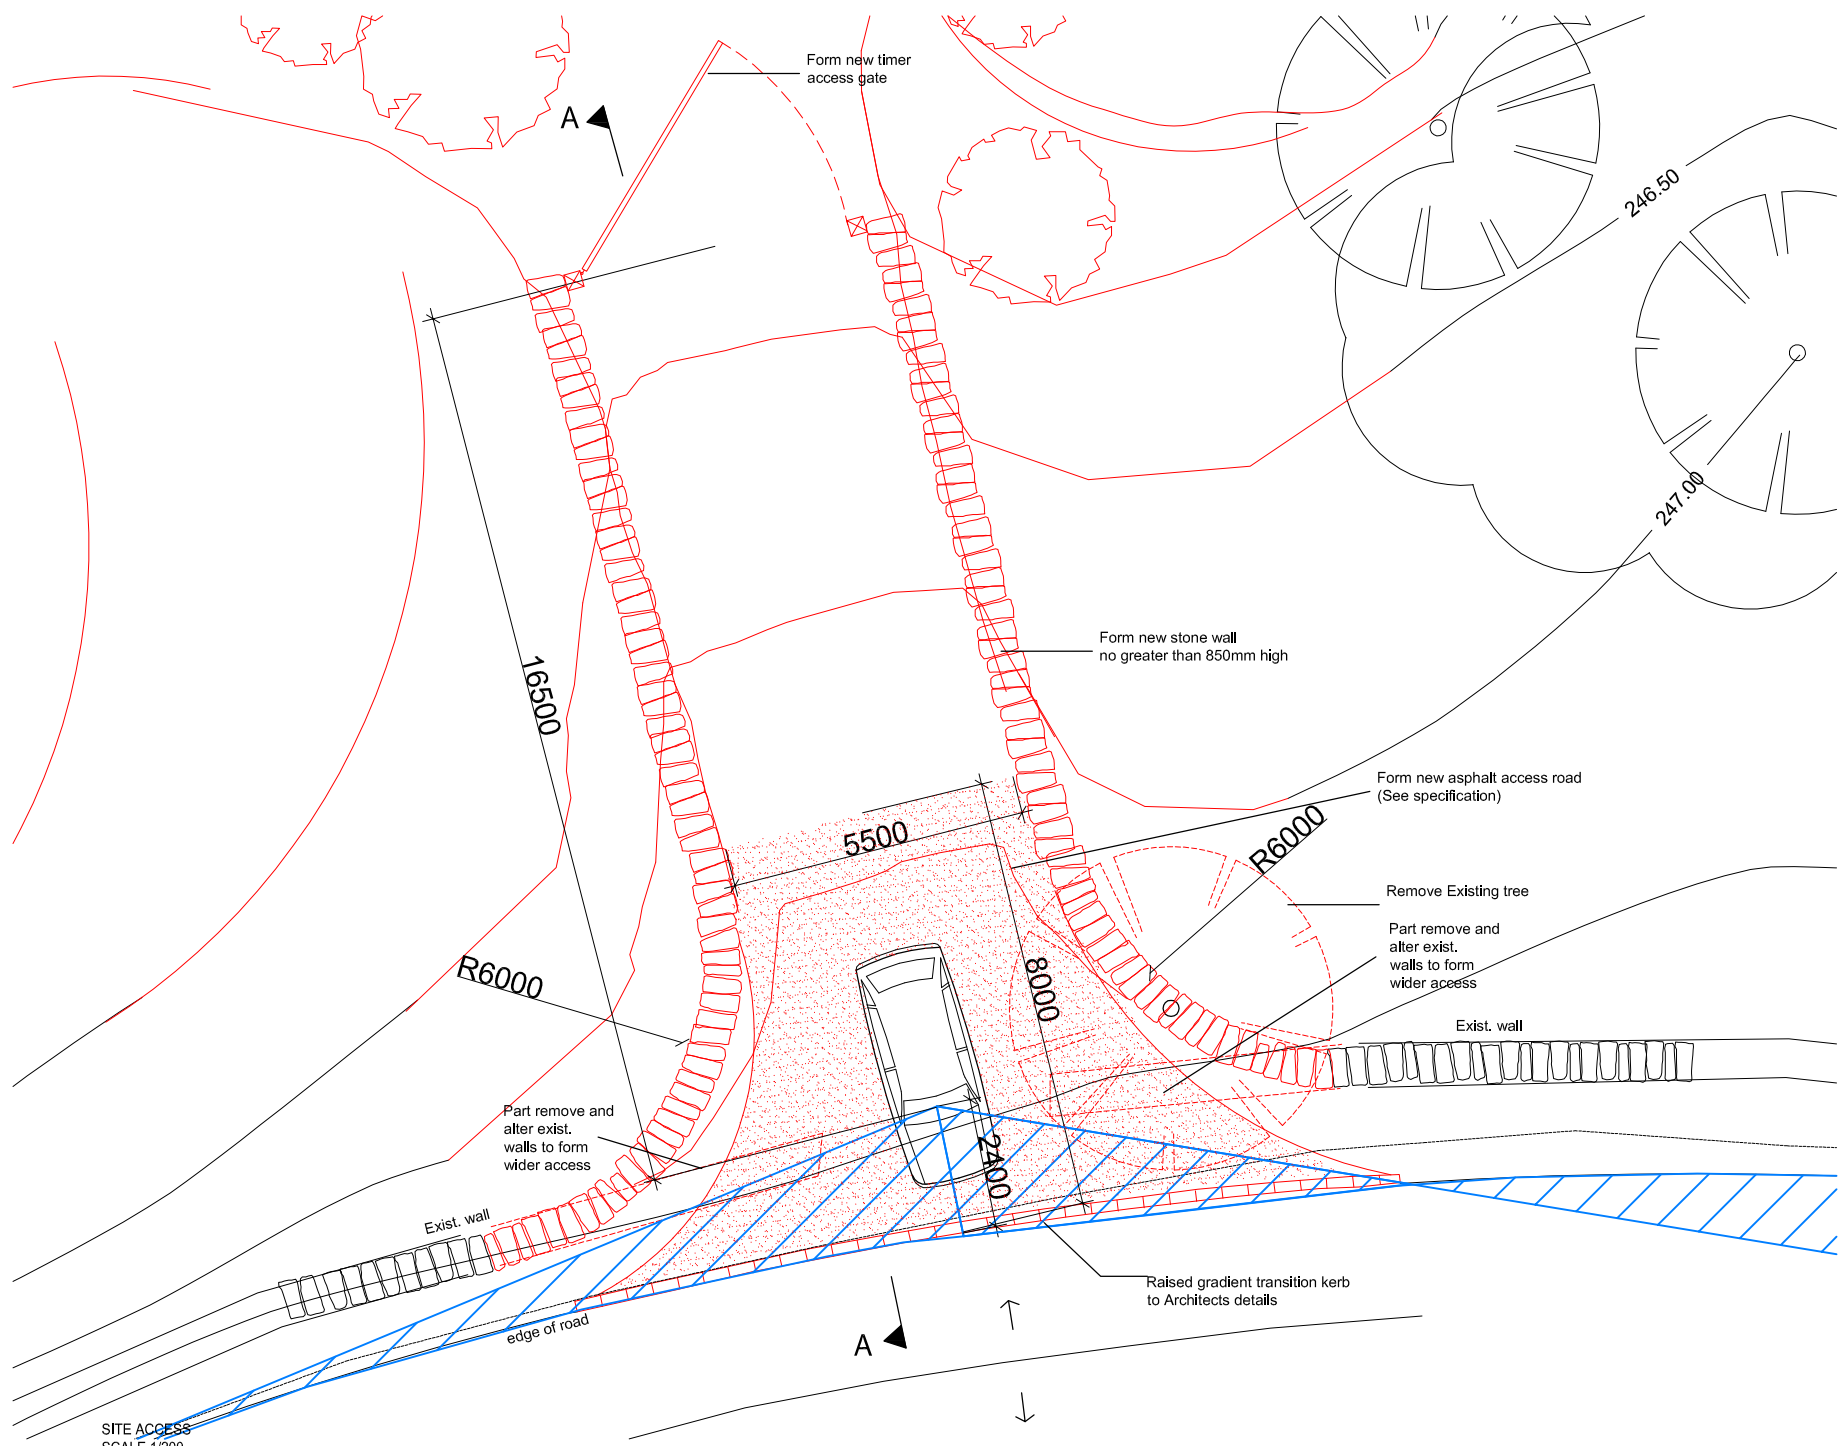 Form new timer
access gate
A
246.50
247.00
16500
Form new stone wall
no greater than 850mm high
Form new asphalt access road
(See specification)
5500
R6000
Remove Existing tree
Part remove and
alter exist.
walls to form
wider access
R6000
8000
Exist. wall
Part remove and
alter exist.
walls to form
wider access
2400
Exist. wall
Raised gradient transition kerb
to Architects details
edge of road
A
SITE ACCESS
SCALE 1/200